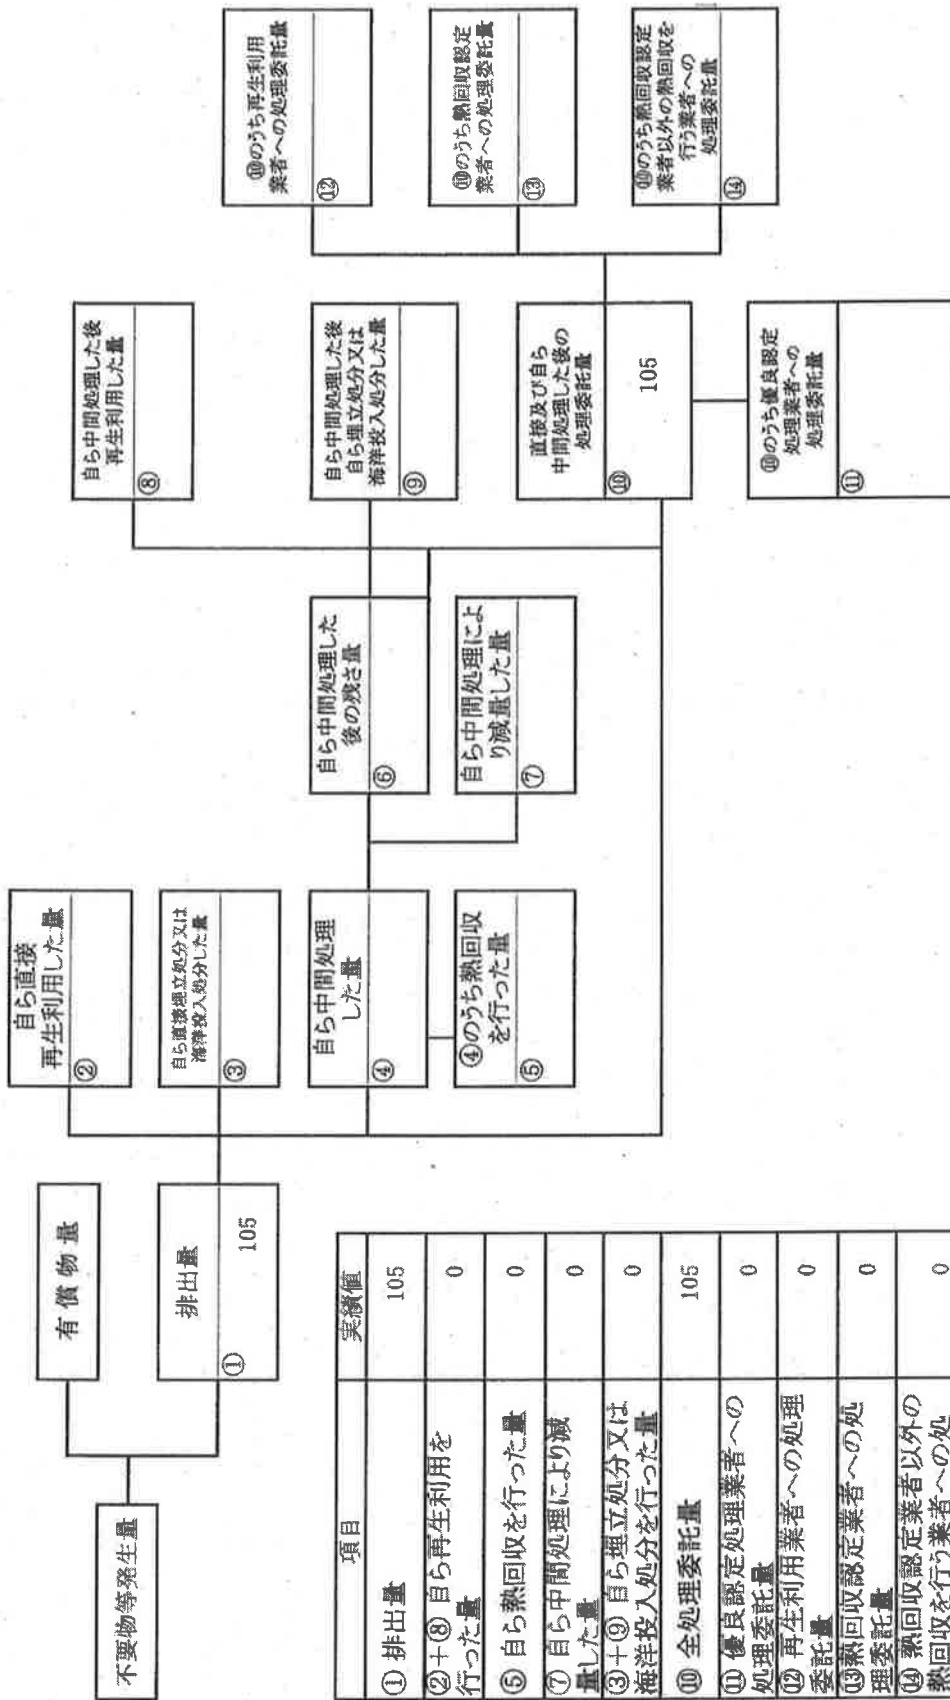 不要物等発生量
有償物量
排出量
①
105
自ら直接
再生利用した量
②
自ら直接埋立処分又は
海洋投入処分した量
③
自ら中間処理
した量
④
④のうち熱回収
を行った量
⑤
自ら中間処理した
後の残さ量
⑥
自ら中間処理によ
り減量した量
⑦
自ら中間処理した後
再生利用した量
⑧
自ら中間処理した後
自ら埋立処分又は
海洋投入処分した量
⑨
直接及び自ら
中間処理した後の
処理委託量
⑩
105
⑩のうち優良認定
処理業者への
処理委託量
⑪
⑩のうち再生利用
業者への処理委託量
⑫
⑩のうち熱回収認定
業者への処理委託量
⑬
⑩のうち熱回収認定
業者以外の熱回収を
行う業者への
処理委託量
⑭
項目 実績値
① 排出量 105
②+⑧ 自ら再生利用を
行った量 0
⑤ 自ら熱回収を行った量 0
⑦ 自ら中間処理により減
量した量 0
③+⑨ 自ら埋立処分又は
海洋投入処分を行った量 0
⑩ 全処理委託量 105
⑪ 優良認定処理業者への
処理委託量 0
⑫ 再生利用業者への処理
委託量 0
⑬熱回収認定業者への処
理委託量 0
⑭ 熱回収認定業者以外の
熱回収を行う業者への処 0